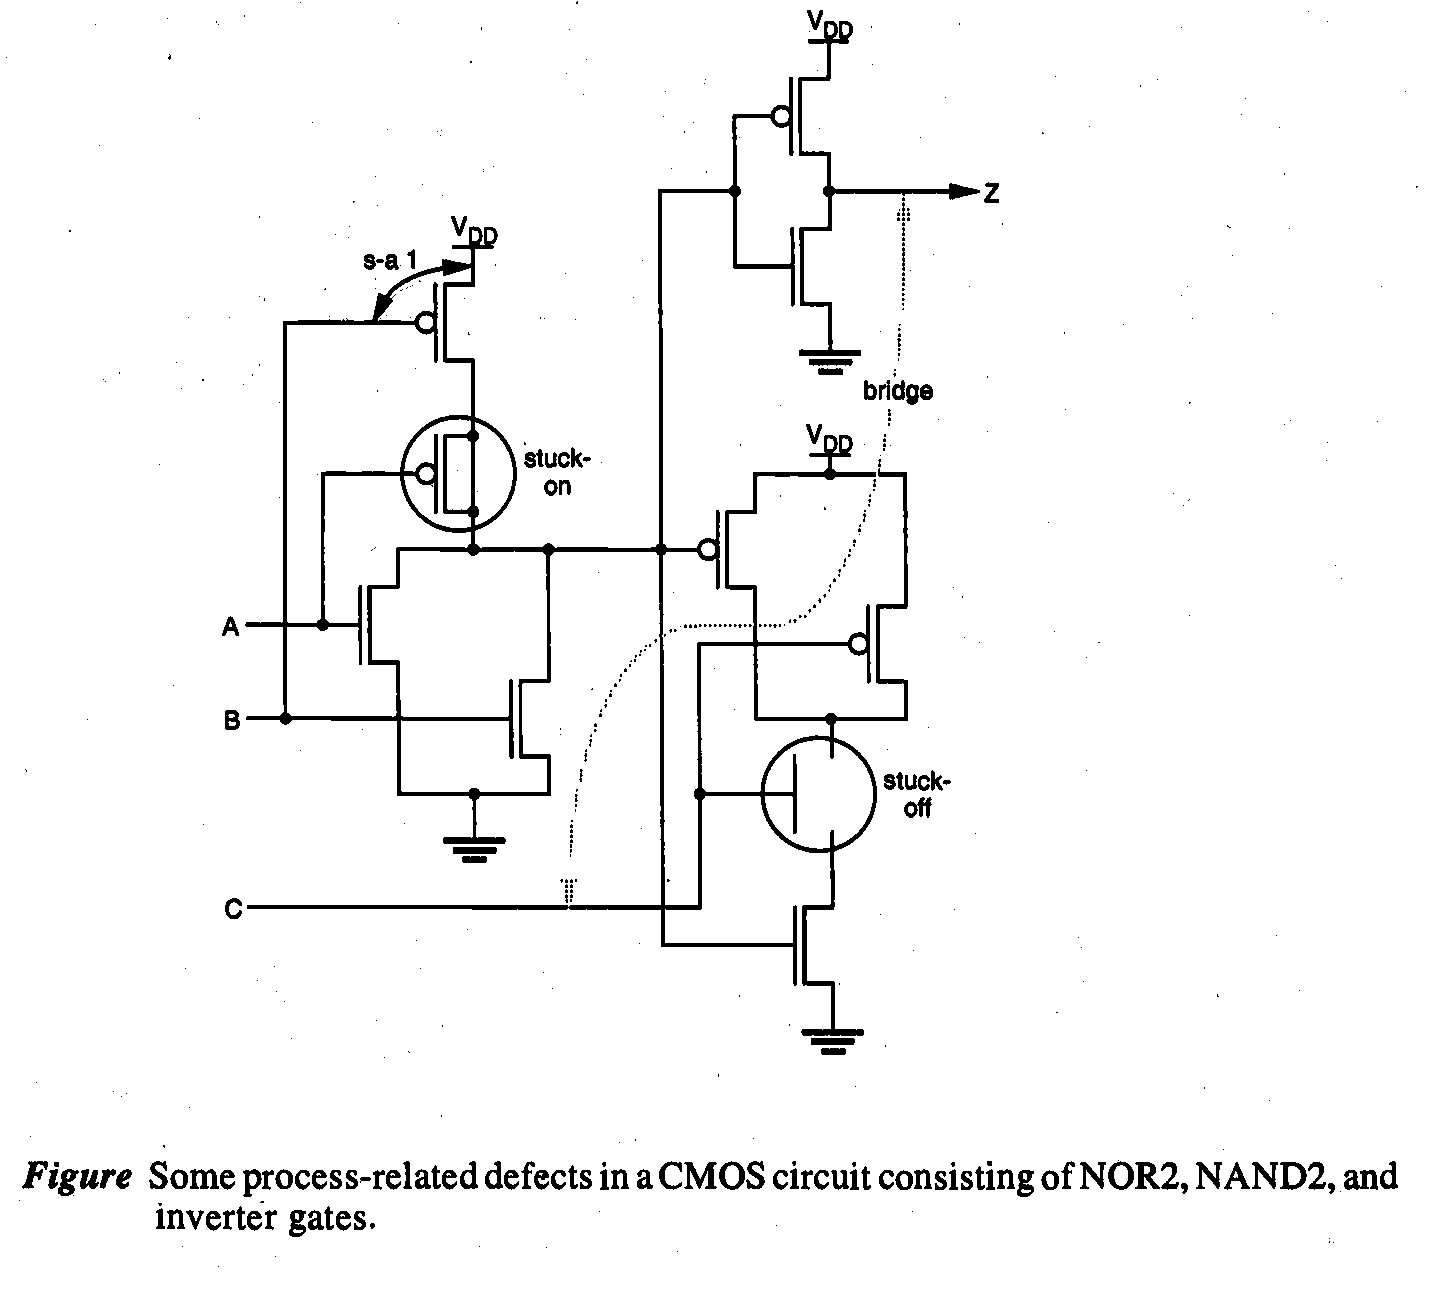 VDD
Z
VDD
s-a 1
bridge
VDD
stuck-
on
A
B
stuck-
off
C
Figure Some process-related defects in a CMOS circuit consisting of NOR2, NAND2, and
inverter gates.